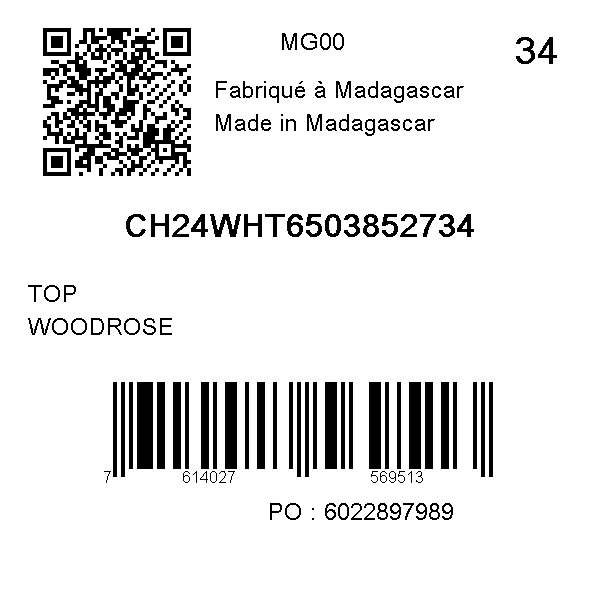 MG00
34
Fabriqué à Madagascar
Made in Madagascar
CH24WHT6503852734
TOP
WOODROSE
7 614027 569513
PO : 6022897989